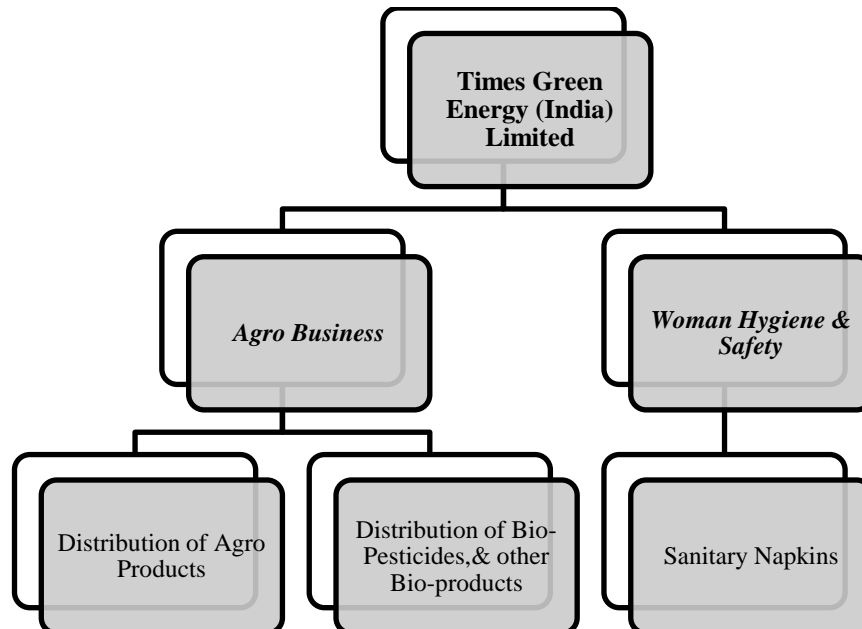 Times Green
Energy (India)
Limited
Agro Business
Woman Hygiene &
Safety
Distribution of Agro
Products
Distribution of Bio-
Pesticides,& other
Bio-products
Sanitary Napkins